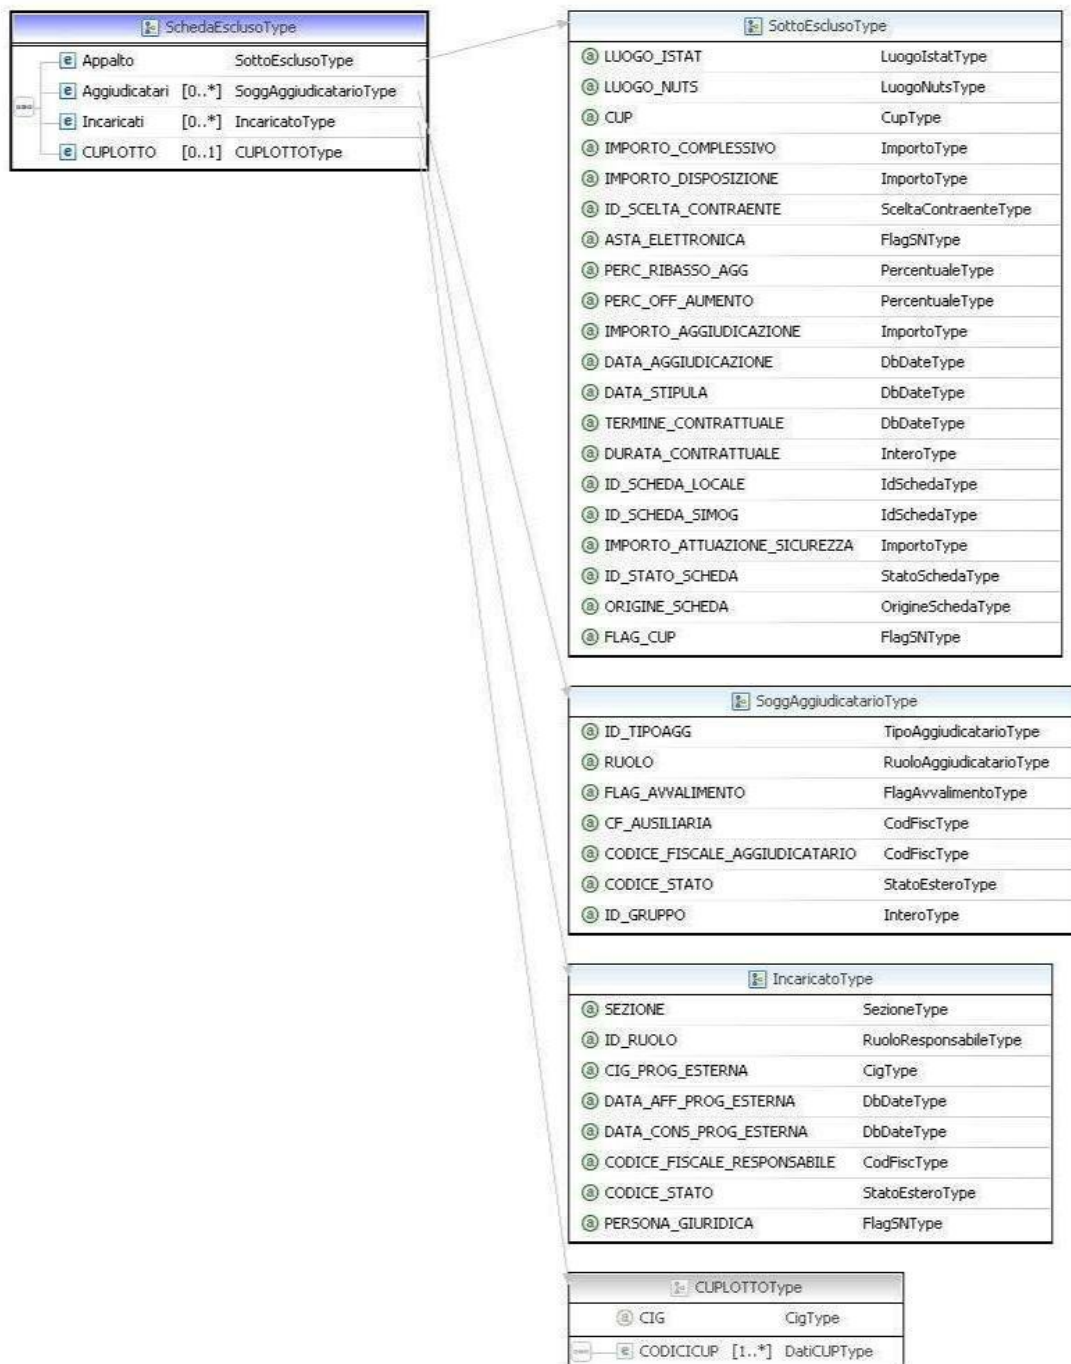 SchedaEsclusoType
Appalto SottoEsclusoType
Aggiudicatari [0..*] SoggAggiudicatarioType
Incaricati [0..*] IncaricatoType
CUPLOTTO [0..1] CUPLOTTOType
SottoEsclusoType
LUOGO_ISTAT LuogoIstatType
LUOGO_NUTS LuogoNutsType
CUP CupType
IMPORTO_COMPLESSIVO ImportoType
IMPORTO_DISPOSIZIONE ImportoType
ID_SCELTA_CONTRAENTE SceltaContraenteType
ASTA_ELETTRONICA FlagSNType
PERC_RIBASSO_AGG PercentualeType
PERC_OFF_AUMENTO PercentualeType
IMPORTO_AGGIUDICAZIONE ImportoType
DATA_AGGIUDICAZIONE DbDateType
DATA_STIPULA DbDateType
TERMINE_CONTRATTUALE DbDateType
DURATA_CONTRATTUALE InteroType
ID_SCHEDA_LOCALE IdSchedaType
ID_SCHEDA_SIMOG IdSchedaType
IMPORTO_ATTUAZIONE_SICUREZZA ImportoType
ID_STATO_SCHEDA StatoSchedaType
ORIGINE_SCHEDA OrigineSchedaType
FLAG_CUP FlagSNType
SoggAggiudicatarioType
ID_TIPOAGG TipoAggiudicatarioType
RUOLO RuoloAggiudicatarioType
FLAG_AVVALIMENTO FlagAvvalimentoType
CF_AUSILIARIA CodFiscType
CODICE_FISCALE_AGGIUDICATARIO CodFiscType
CODICE_STATO StatoEsteroType
ID_GRUPPO InteroType
IncaricatoType
SEZIONE SezioneType
ID_RUOLO RuoloResponsabileType
CIG_PROG_ESTERNA CigType
DATA_AFF_PROG_ESTERNA DbDateType
DATA_CONS_PROG_ESTERNA DbDateType
CODICE_FISCALE_RESPONSABILE CodFiscType
CODICE_STATO StatoEsteroType
PERSONA_GIURIDICA FlagSNType
CUPLOTTOType
CIG CigType
CODICICUP [1..*] DatiCUPType